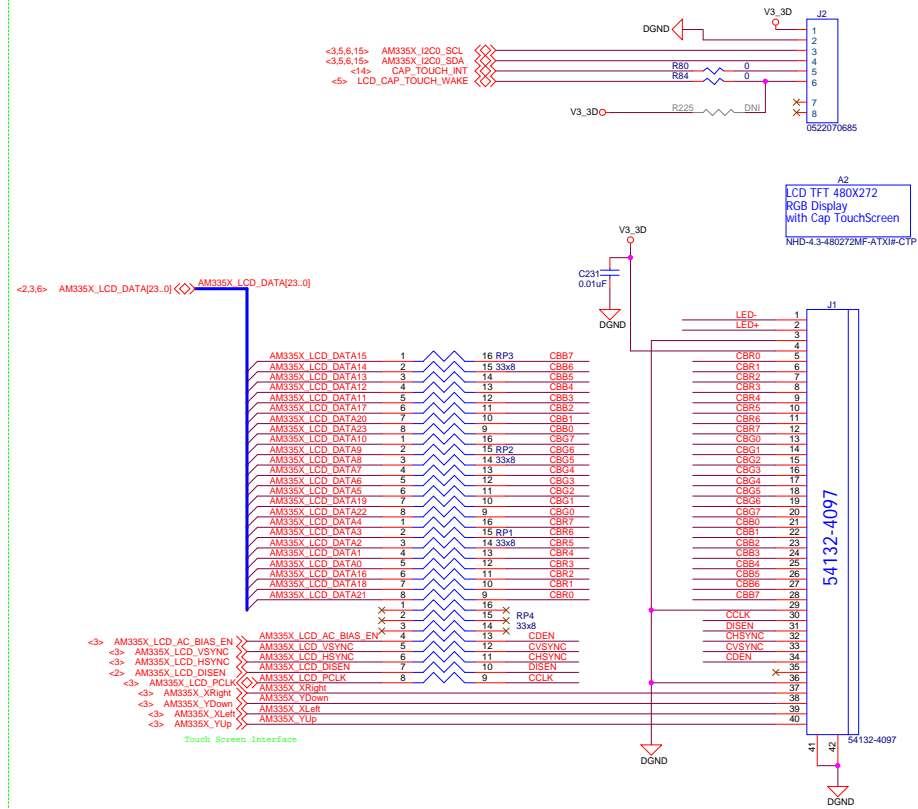 V3_3D
J2
DGND
1
2
<3,5,6,15> AM335X_I2C0_SCL 3
<3,5,6,15> AM335X_I2C0_SDA 4
<14> CAP_TOUCH_INT R80 0 5
<5> LCD_CAP_TOUCH_WAKE R84 0 6
7
V3_3D R225 DNI 8
0522070685
A2
LCD TFT 480X272
RGB Display
with Cap TouchScreen
NHD-4.3-480272MF-ATXI#-CTP
V3_3D
C231
0.01uF
DGND
<2,3,6> AM335X_LCD_DATA[23..0] AM335X_LCD_DATA[23..0]
J1
LED- 1
LED+ 2
3
4
AM335X_LCD_DATA15 1 16 RP3 CBB7 CBR0 5
AM335X_LCD_DATA14 2 15 33x8 CBB6 CBR1 6
AM335X_LCD_DATA13 3 14 CBB5 CBR2 7
AM335X_LCD_DATA12 4 13 CBB4 CBR3 8
AM335X_LCD_DATA11 5 12 CBB3 CBR4 9
AM335X_LCD_DATA17 6 11 CBB2 CBR5 10
AM335X_LCD_DATA20 7 10 CBB1 CBR6 11
AM335X_LCD_DATA23 8 9 CBB0 CBR7 12
AM335X_LCD_DATA10 1 16 CBG7 CBG0 13
AM335X_LCD_DATA9 2 15 RP2 CBG6 CBG1 14
AM335X_LCD_DATA8 3 14 33x8 CBG5 CBG2 15
AM335X_LCD_DATA7 4 13 CBG4 CBG3 16
AM335X_LCD_DATA6 5 12 CBG3 CBG4 17
AM335X_LCD_DATA5 6 11 CBG2 CBG5 18
AM335X_LCD_DATA19 7 10 CBG1 CBG6 19
AM335X_LCD_DATA22 8 9 CBG0 CBG7 20
AM335X_LCD_DATA4 1 16 CBR7 CBB0 21
AM335X_LCD_DATA3 2 15 RP1 CBR6 CBB1 22
AM335X_LCD_DATA2 3 14 33x8 CBR5 CBB2 23
AM335X_LCD_DATA1 4 13 CBR4 CBB3 24
AM335X_LCD_DATA0 5 12 CBR3 CBB4 25
AM335X_LCD_DATA16 6 11 CBR2 CBB5 26
AM335X_LCD_DATA18 7 10 CBR1 CBB6 27
AM335X_LCD_DATA21 8 9 CBR0 CBB7 28
1 16 29
2 15 RP4 CCLK 30
3 14 33x8 DISEN 31
<3> AM335X_LCD_AC_BIAS_EN AM335X_LCD_AC_BIAS_EN 4 13 CDEN CHSYNC 32
<3> AM335X_LCD_VSYNC AM335X_LCD_VSYNC 5 12 CVSYNC CVSYNC 33
<3> AM335X_LCD_HSYNC AM335X_LCD_HSYNC 6 11 CHSYNC CDEN 34
<2> AM335X_LCD_DISEN AM335X_LCD_DISEN 7 10 DISEN 35
<3> AM335X_LCD_PCLK AM335X_LCD_PCLK 8 9 CCLK 36
<3> AM335X_XRight AM335X_XRight 37
<3> AM335X_YDown AM335X_YDown 38
<3> AM335X_XLeft AM335X_XLeft 39
<3> AM335X_YUp AM335X_YUp 40
54132-4097
Touch Screen Interface
41 42 54132-4097
DGND
DGND